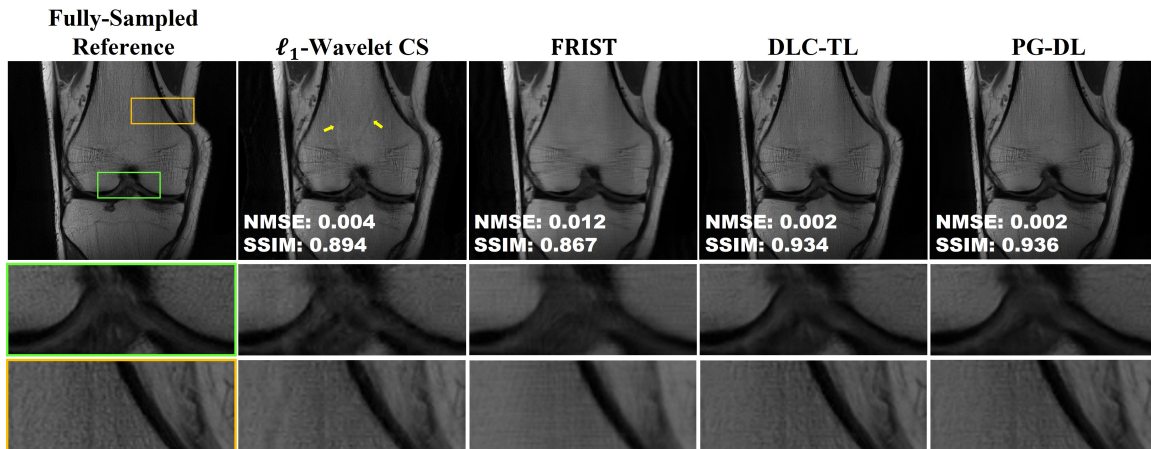 Fully-Sampled
Reference
ℓ₁-Wavelet CS
FRIST
DLC-TL
PG-DL
NMSE: 0.004
SSIM: 0.894
NMSE: 0.012
SSIM: 0.867
NMSE: 0.002
SSIM: 0.934
NMSE: 0.002
SSIM: 0.936